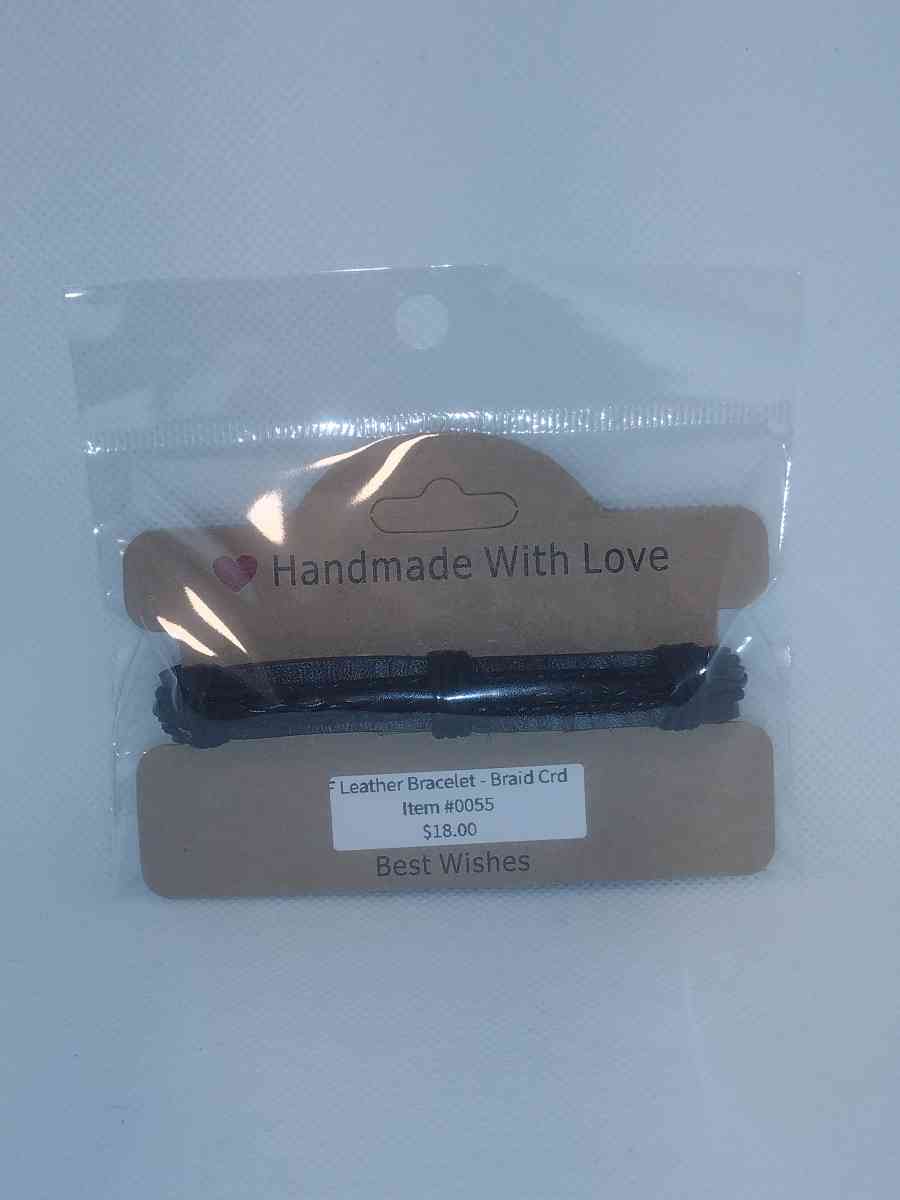 Handmade With Love
F Leather Bracelet - Braid Crd
Item #0055
$18.00
Best Wishes